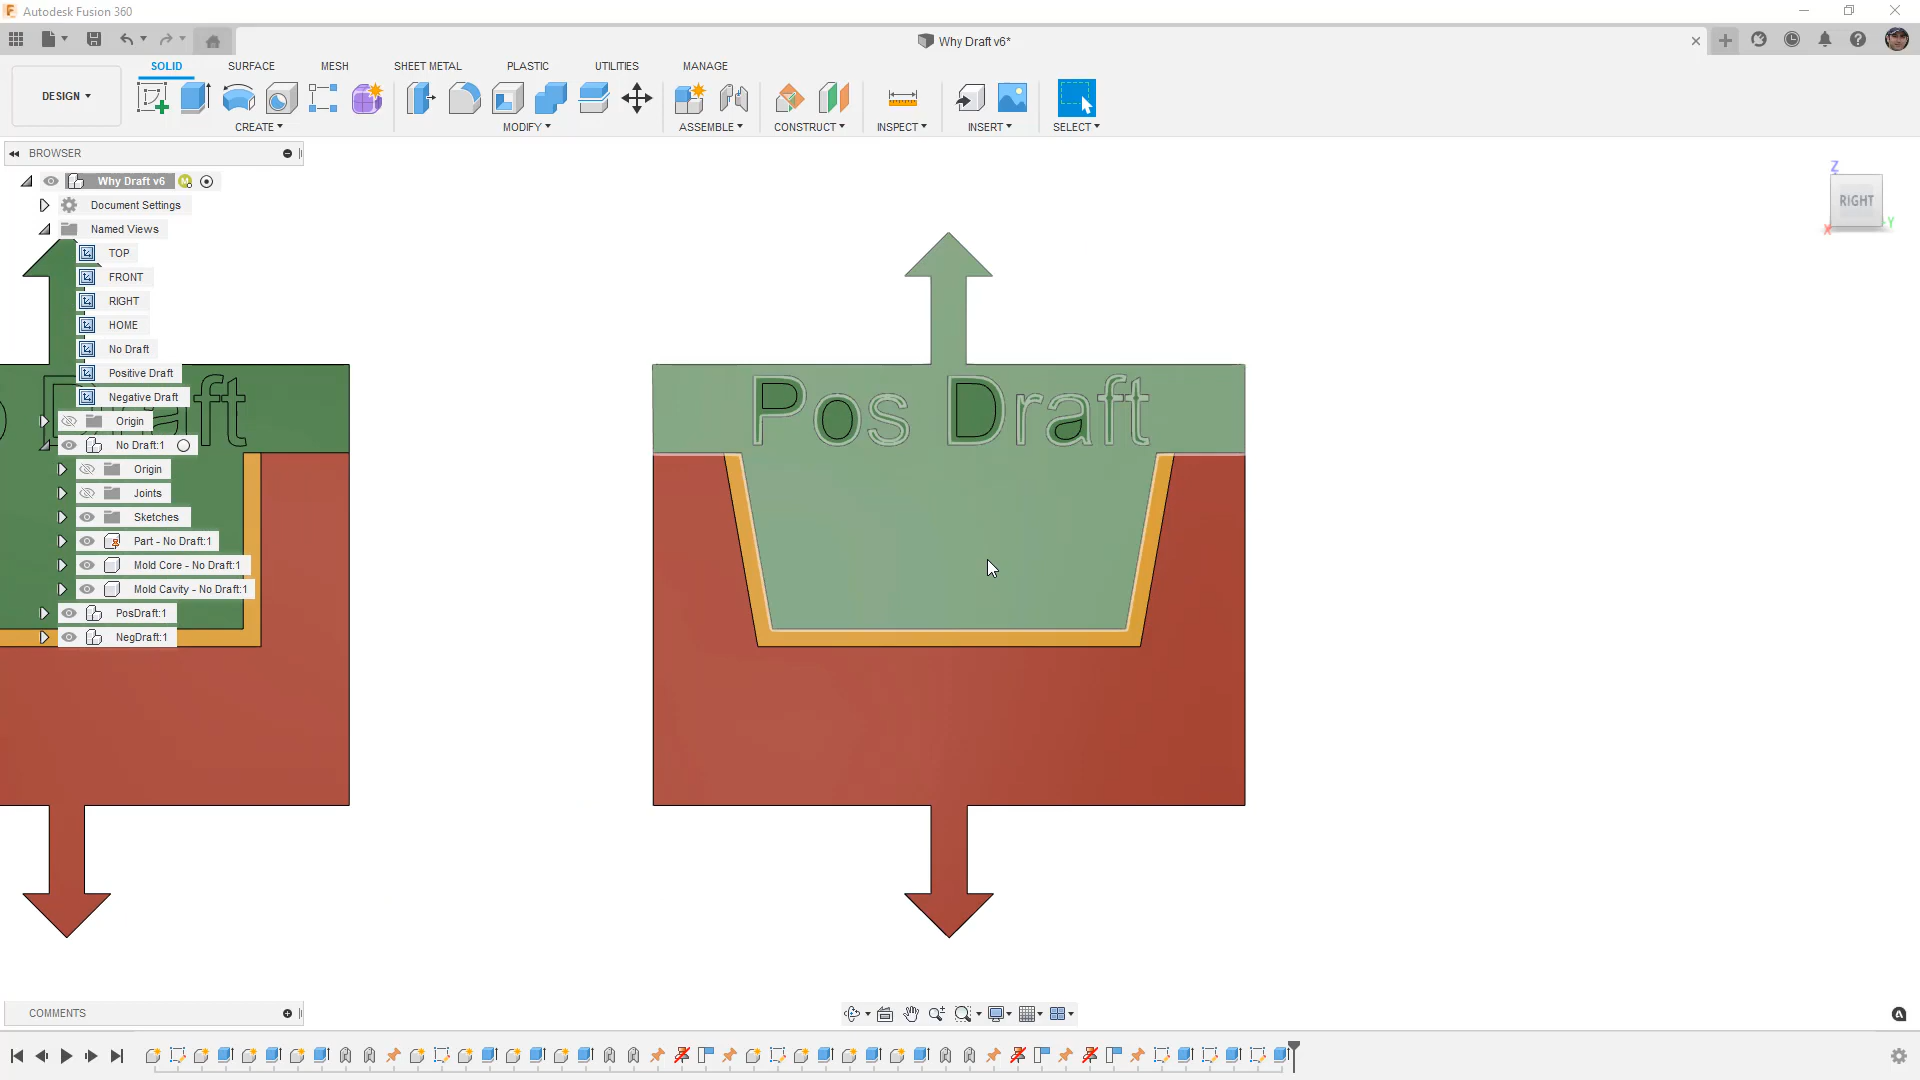 Autodesk Fusion 360
Why Draft v6*
SOLID
SURFACE
MESH
SHEET METAL
PLASTIC
UTILITIES
MANAGE
DESIGN
CREATE
MODIFY
ASSEMBLE
CONSTRUCT
INSPECT
INSERT
SELECT
BROWSER
Why Draft v6
M
Document Settings
Named Views
TOP
FRONT
RIGHT
HOME
No Draft
Positive Draft
Negative Draft
Origin
No Draft:1
Origin
Joints
Sketches
Part - No Draft:1
Mold Core - No Draft:1
Mold Cavity - No Draft:1
PosDraft:1
NegDraft:1
Pos Draft
Z
RIGHT
X
Y
COMMENTS